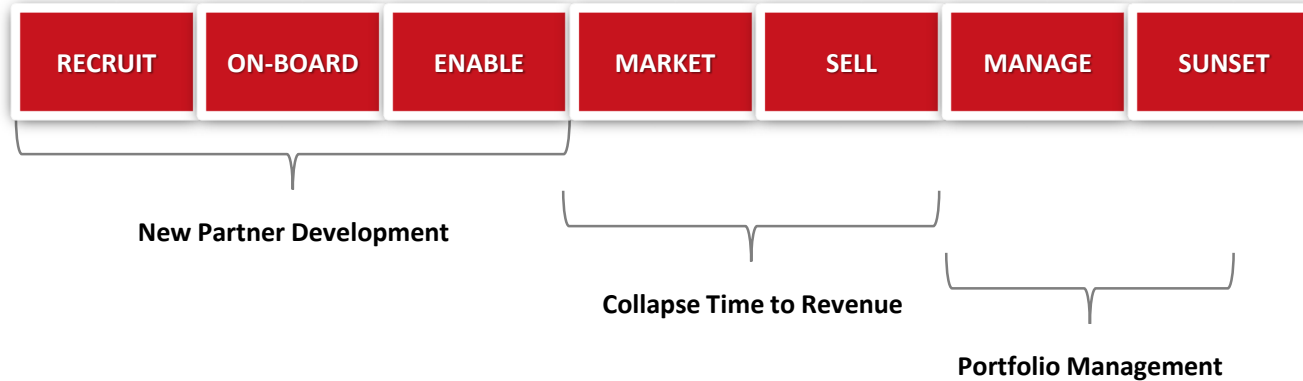 RECRUIT ON-BOARD ENABLE MARKET SELL MANAGE SUNSET
New Partner Development
Collapse Time to Revenue
Portfolio Management